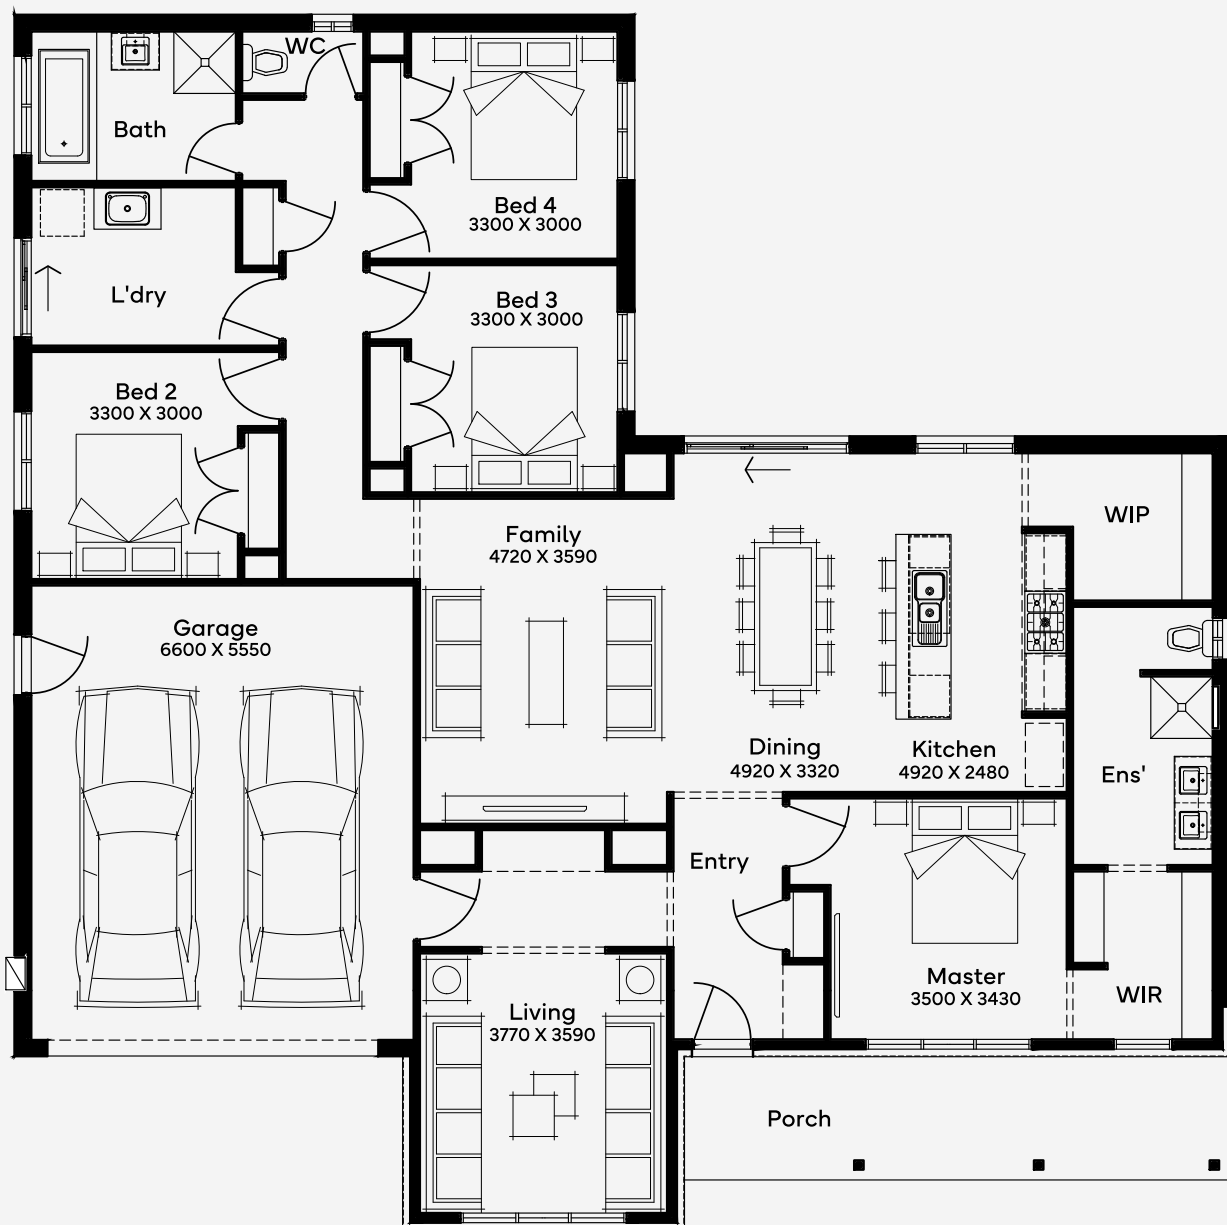 WC
Bath
Bed 4
3300 X 3000
L'dry
Bed 3
3300 X 3000
Bed 2
3300 X 3000
WIP
Family
4720 X 3590
Garage
6600 X 5550
Dining
4920 X 3320
Kitchen
4920 X 2480
Ens'
Entry
Master
3500 X 3430
WIR
Living
3770 X 3590
Porch